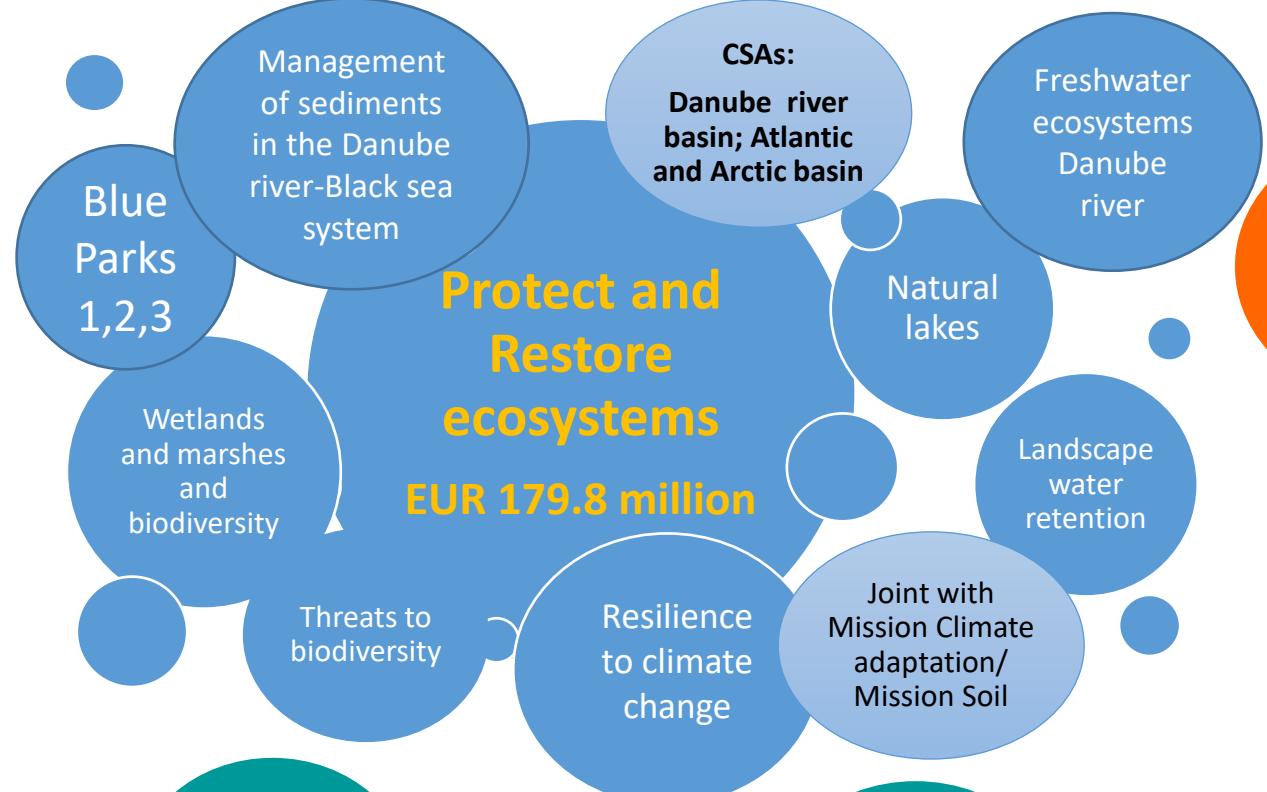 Management
of sediments
in the Danube
river-Black sea
system
CSAs:
Danube river
basin; Atlantic
and Arctic basin
Freshwater
ecosystems
Danube
river
Blue
Parks
1,2,3
Protect and
Restore
ecosystems
EUR 179.8 million
Natural
lakes
Wetlands
and marshes
and
biodiversity
Landscape
water
retention
Threats to
biodiversity
Resilience
to climate
change
Joint with
Mission Climate
adaptation/
Mission Soil